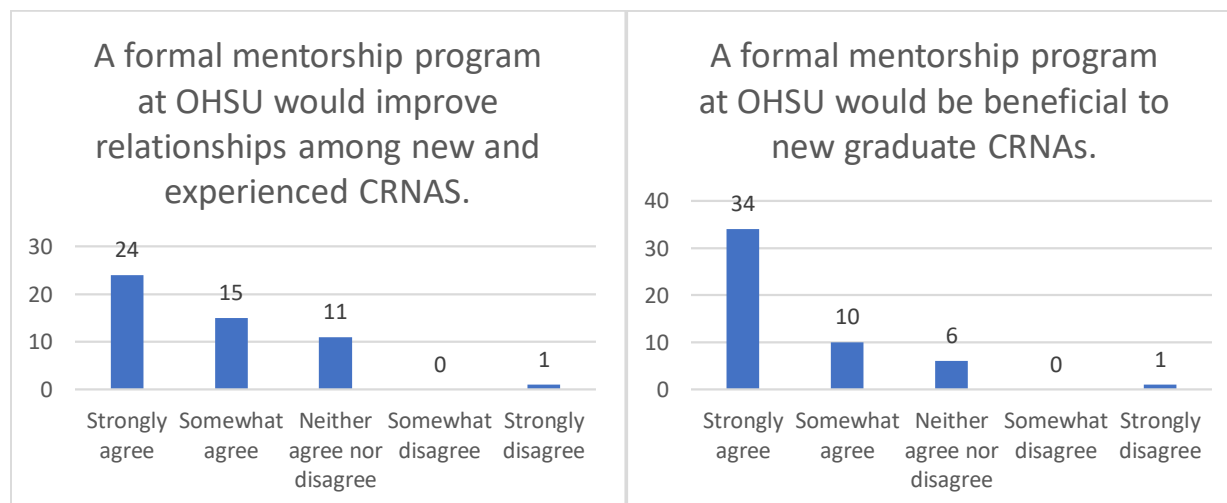 A formal mentorship program
at OHSU would improve
relationships among new and
experienced CRNAS.
30
20
10
0
24
15
11
0
1
Strongly
agree
Somewhat
agree
Neither
agree nor
disagree
Somewhat
disagree
Strongly
disagree
A formal mentorship program
at OHSU would be beneficial to
new graduate CRNAs.
40
30
20
10
0
34
10
6
0
1
Strongly
agree
Somewhat
agree
Neither
agree nor
disagree
Somewhat
disagree
Strongly
disagree